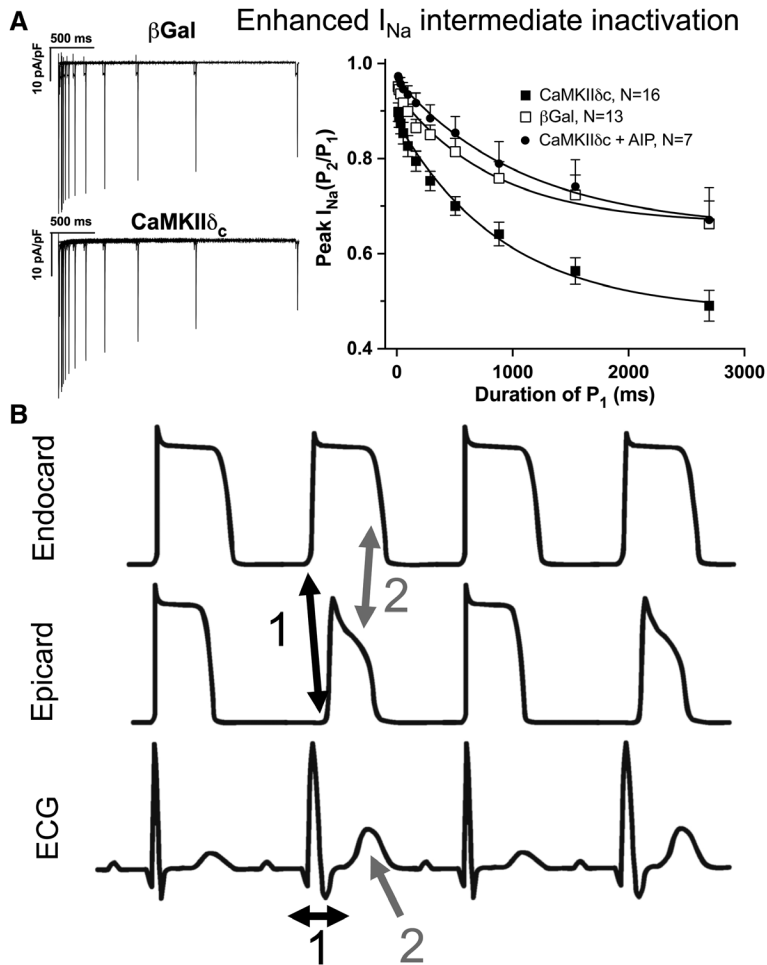 A
Enhanced I_Na intermediate inactivation
500 ms
βGal
10 pA/pF
500 ms
CaMKIIδc
10 pA/pF
1.0
0.8
0.6
0.4
Peak I_Na(P2/P1)
CaMKIIδc, N=16
βGal, N=13
CaMKIIδc + AIP, N=7
0
1000
2000
3000
Duration of P1 (ms)
B
Endocard
2
1
Epicard
ECG
1
2